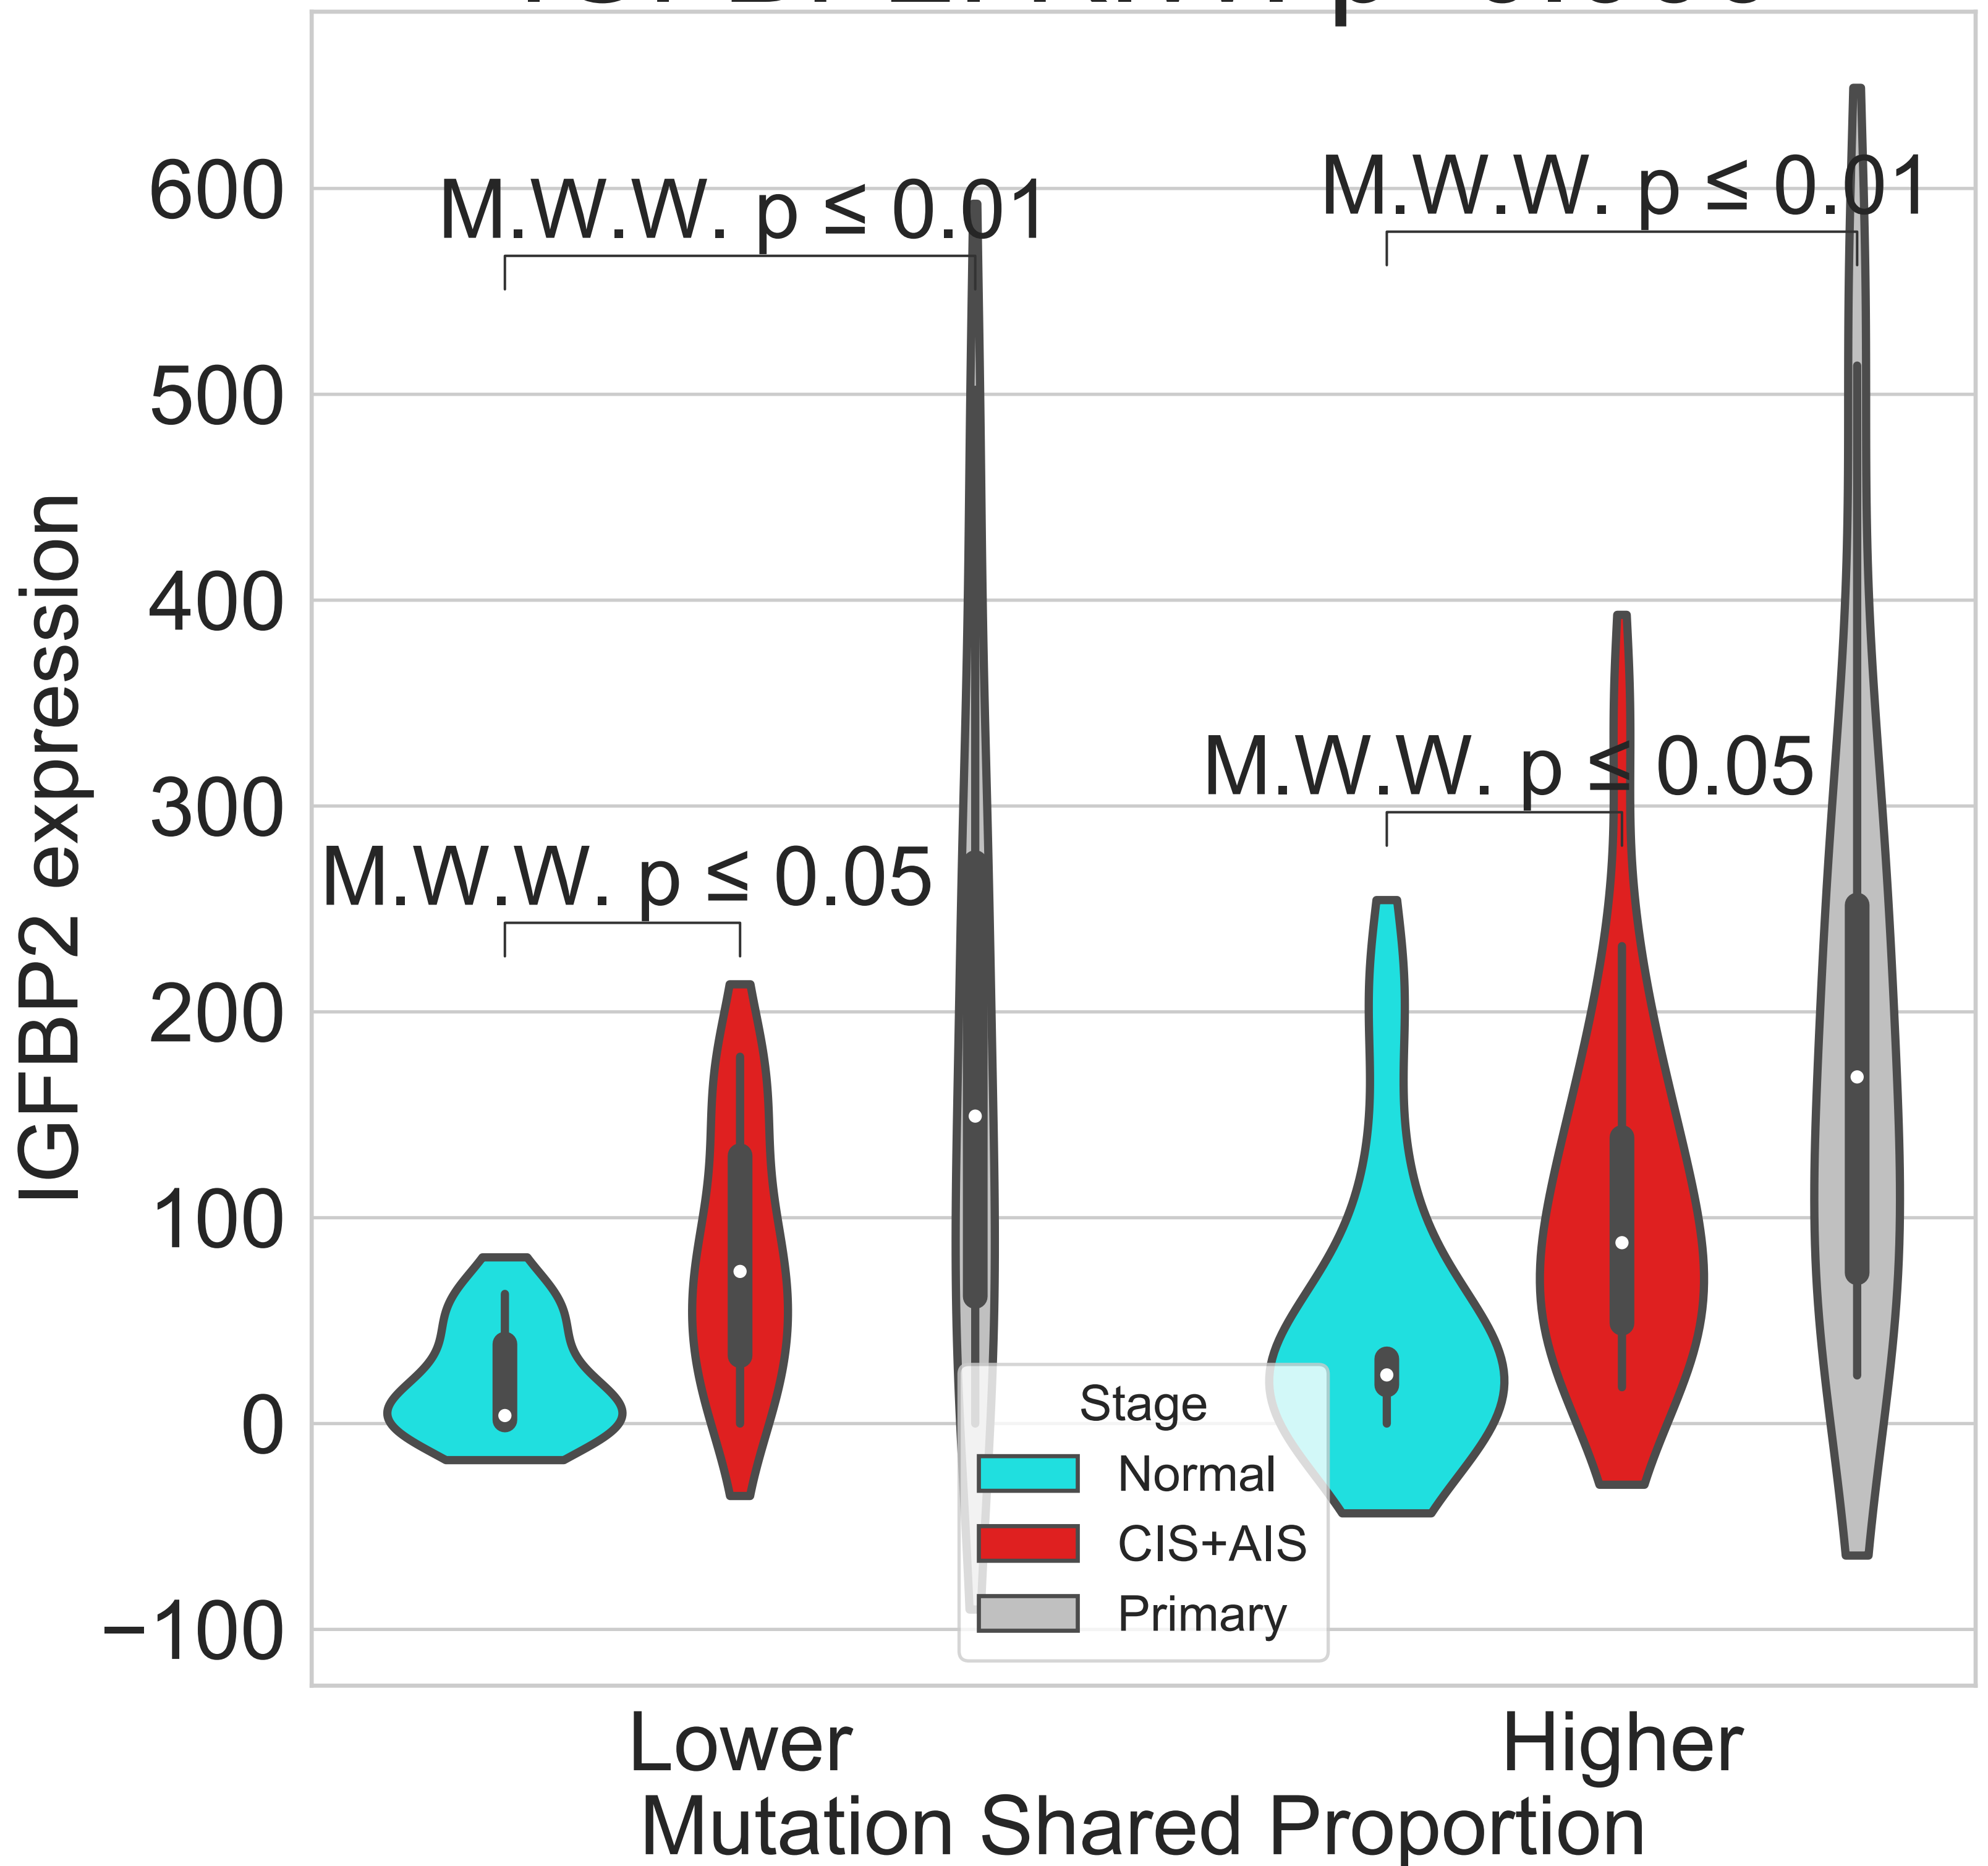 600
500
400
300
200
100
0
−100
IGFBP2 expression
M.W.W. p ≤ 0.01
M.W.W. p ≤ 0.01
M.W.W. p ≤ 0.05
M.W.W. p ≤ 0.05
Stage
Normal
CIS+AIS
Primary
Lower
Higher
Mutation Shared Proportion